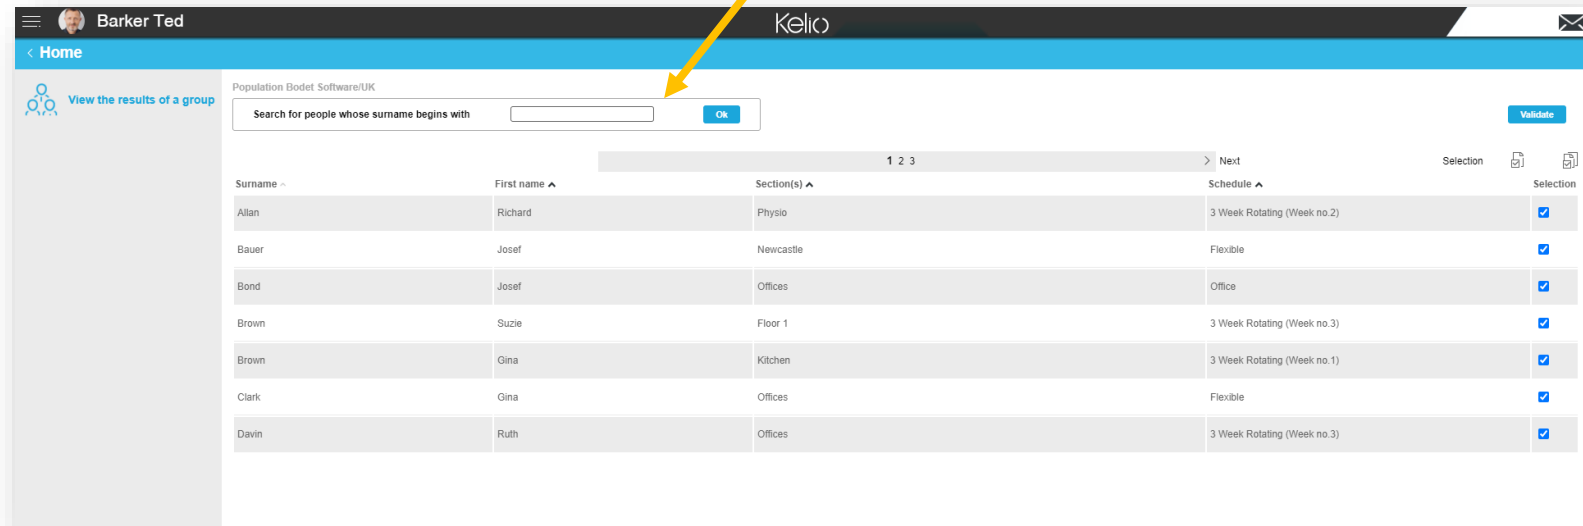 Barker Ted
Kelio
< Home
View the results of a group
Population Bodet Software/UK
Search for people whose surname begins with
Ok
Validate
1 2 3
> Next
Selection
Surname First name Section(s) Schedule Selection
Allan Richard Physio 3 Week Rotating (Week no.2)
Bauer Josef Newcastle Flexible
Bond Josef Offices Office
Brown Suzie Floor 1 3 Week Rotating (Week no.3)
Brown Gina Kitchen 3 Week Rotating (Week no.1)
Clark Gina Offices Flexible
Davin Ruth Offices 3 Week Rotating (Week no.3)